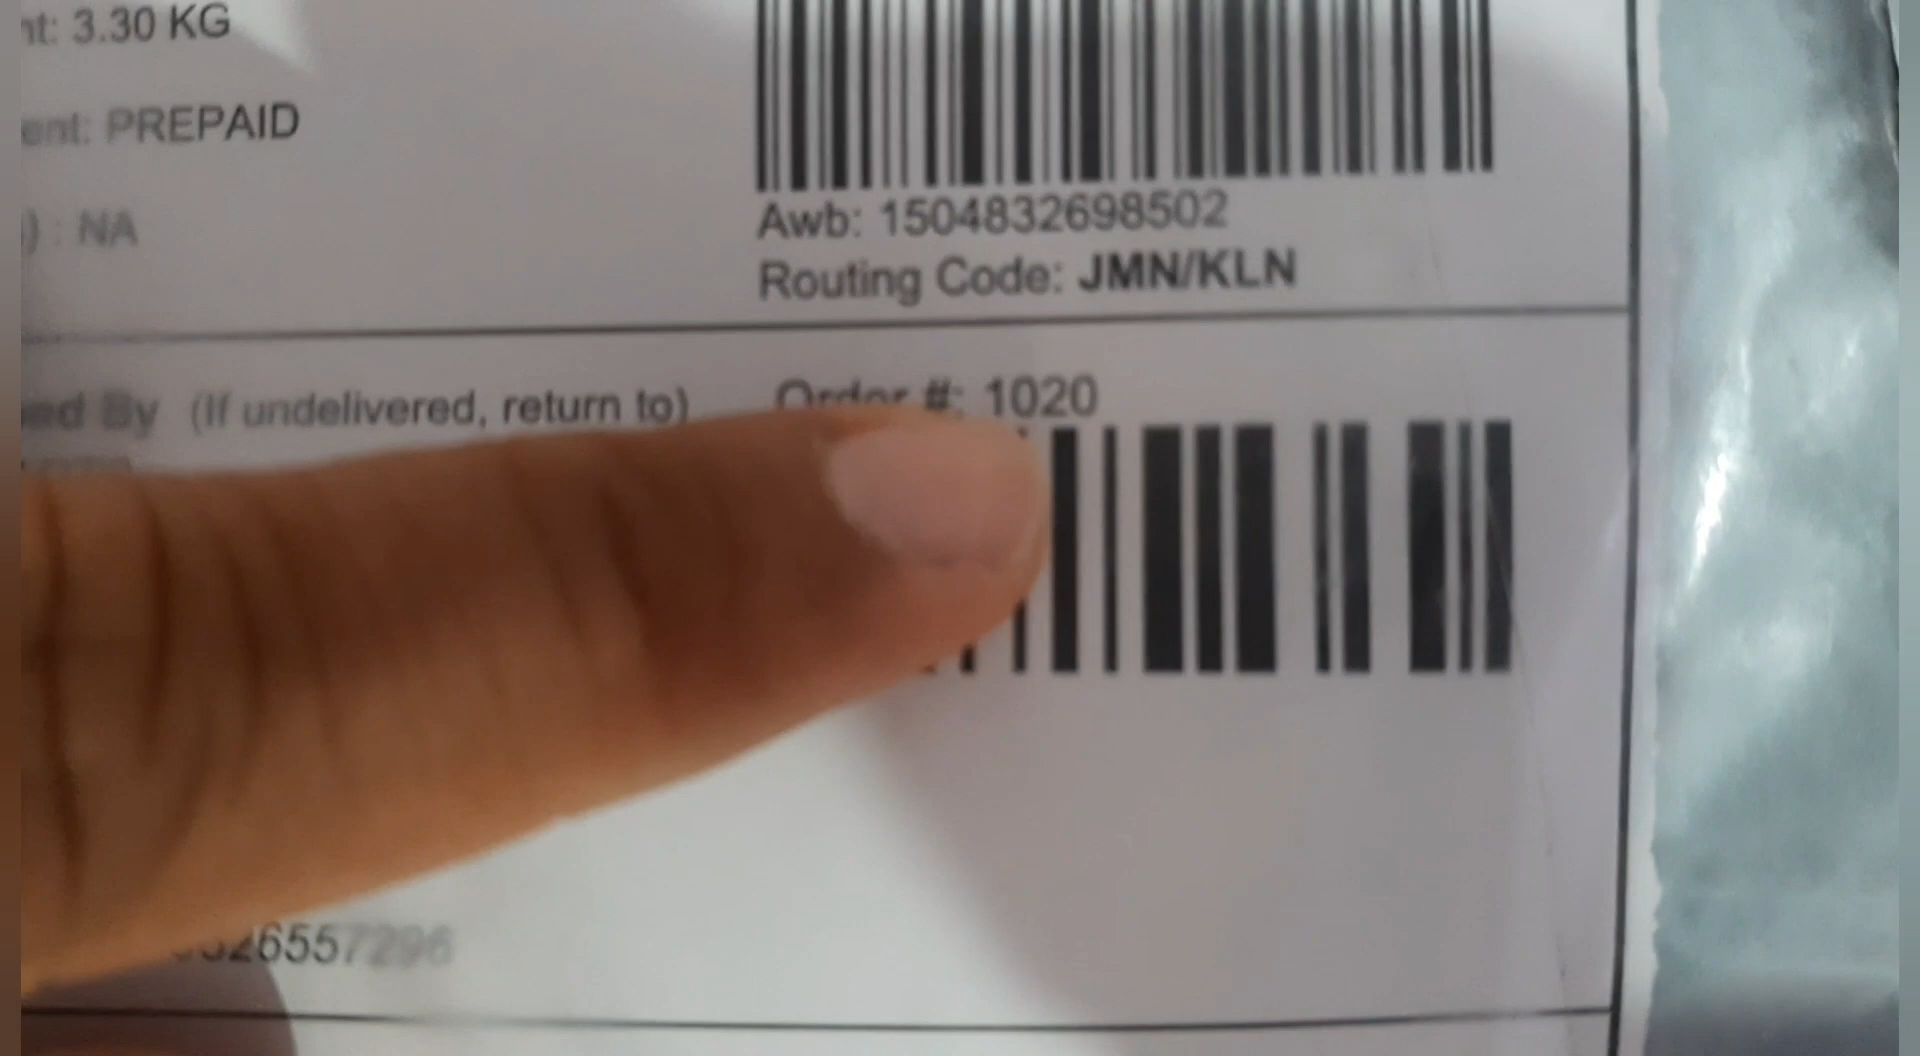 nt: 3.30 KG
ent: PREPAID
) : NA
Awb: 1504832698502
Routing Code: JMN/KLN
ed By (If undelivered, return to)
Order #: 1020
26557296